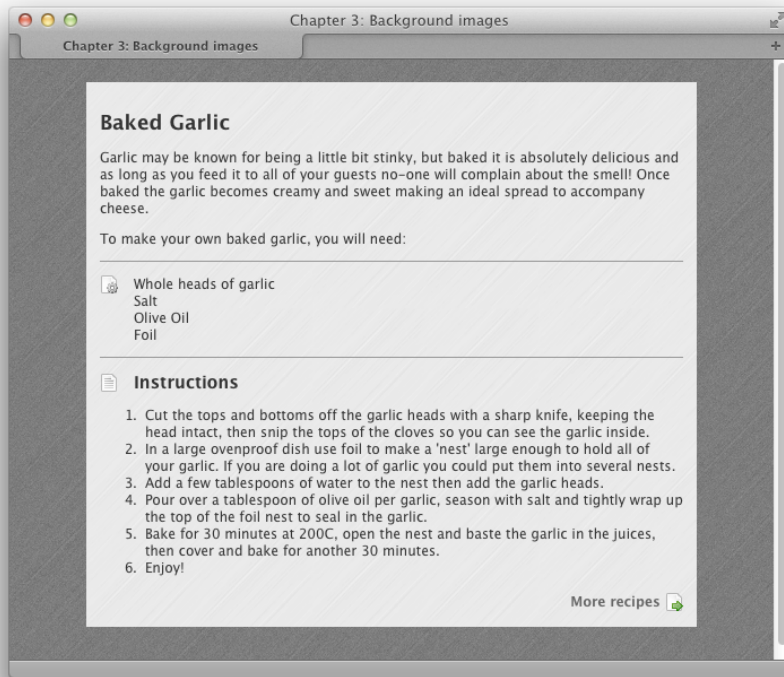 Chapter 3: Background images
Chapter 3: Background images
Baked Garlic
Garlic may be known for being a little bit stinky, but baked it is absolutely delicious and
as long as you feed it to all of your guests no-one will complain about the smell! Once
baked the garlic becomes creamy and sweet making an ideal spread to accompany
cheese.
To make your own baked garlic, you will need:
Whole heads of garlic
Salt
Olive Oil
Foil
Instructions
1. Cut the tops and bottoms off the garlic heads with a sharp knife, keeping the
head intact, then snip the tops of the cloves so you can see the garlic inside.
2. In a large ovenproof dish use foil to make a 'nest' large enough to hold all of
your garlic. If you are doing a lot of garlic you could put them into several nests.
3. Add a few tablespoons of water to the nest then add the garlic heads.
4. Pour over a tablespoon of olive oil per garlic, season with salt and tightly wrap up
the top of the foil nest to seal in the garlic.
5. Bake for 30 minutes at 200C, open the nest and baste the garlic in the juices,
then cover and bake for another 30 minutes.
6. Enjoy!
More recipes